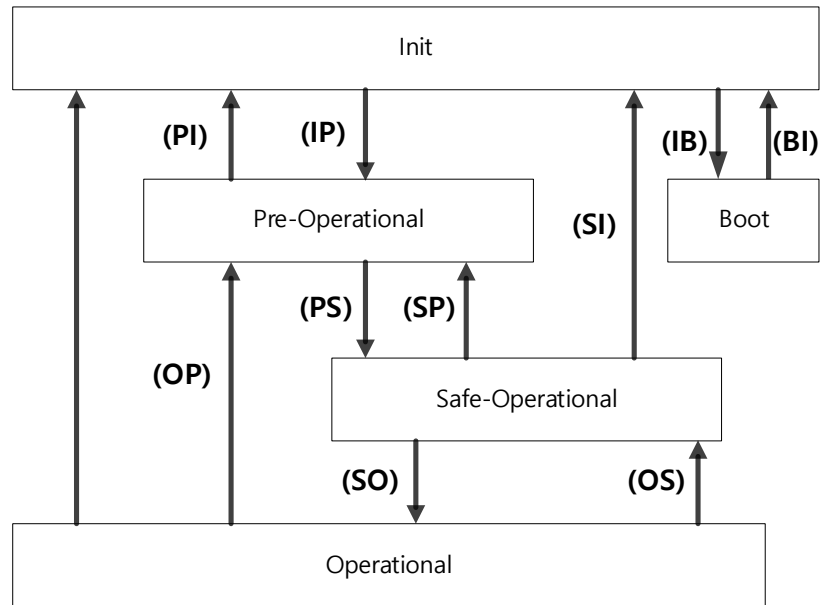 Init
(PI)
(IP)
(IB)
(BI)
Pre-Operational
(SI)
Boot
(PS)
(SP)
(OP)
Safe-Operational
(SO)
(OS)
Operational